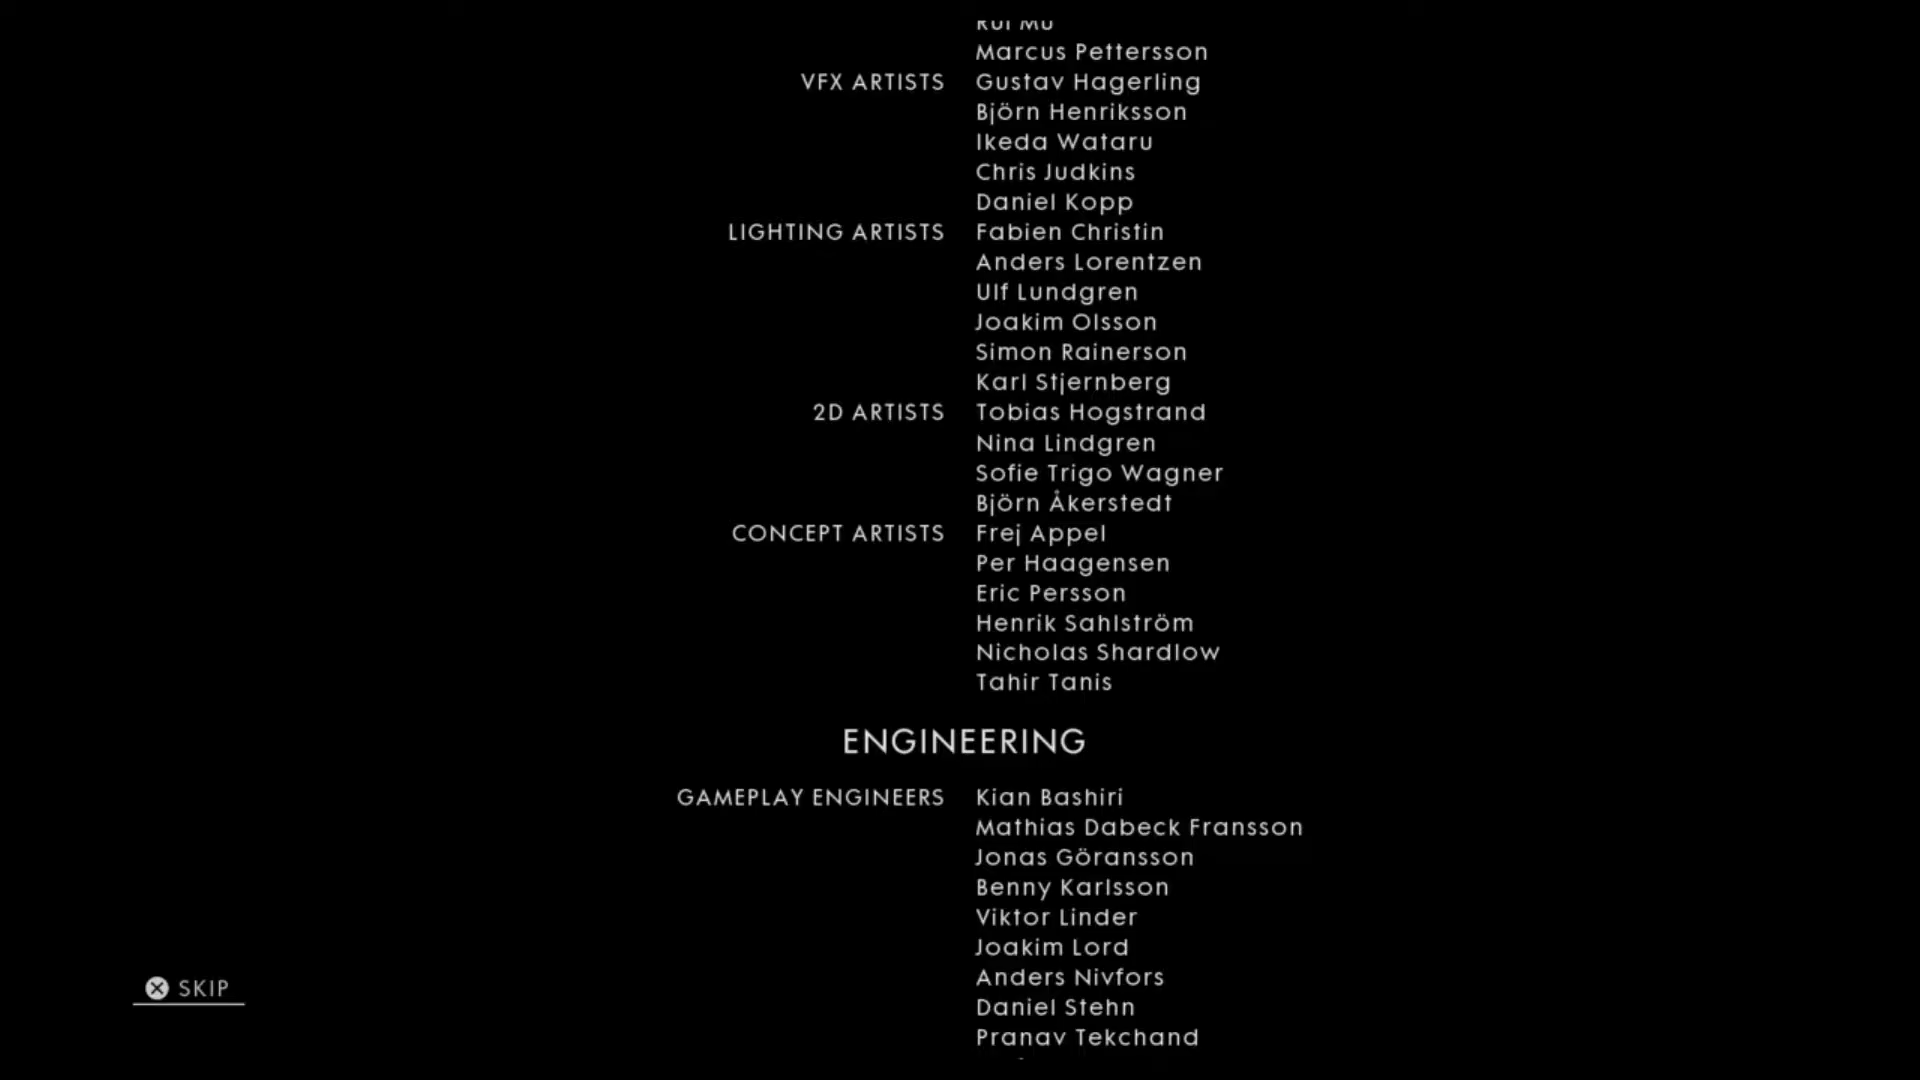 Rui Mu
Marcus Pettersson
VFX ARTISTS Gustav Hagerling
Björn Henriksson
Ikeda Wataru
Chris Judkins
Daniel Kopp
LIGHTING ARTISTS Fabien Christin
Anders Lorentzen
Ulf Lundgren
Joakim Olsson
Simon Rainerson
Karl Stjernberg
2D ARTISTS Tobias Hogstrand
Nina Lindgren
Sofie Trigo Wagner
Björn Åkerstedt
CONCEPT ARTISTS Frej Appel
Per Haagensen
Eric Persson
Henrik Sahlström
Nicholas Shardlow
Tahir Tanis
ENGINEERING
GAMEPLAY ENGINEERS Kian Bashiri
Mathias Dabeck Fransson
Jonas Göransson
Benny Karlsson
Viktor Linder
Joakim Lord
Anders Nivfors
Daniel Stehn
Pranav Tekchand
SKIP